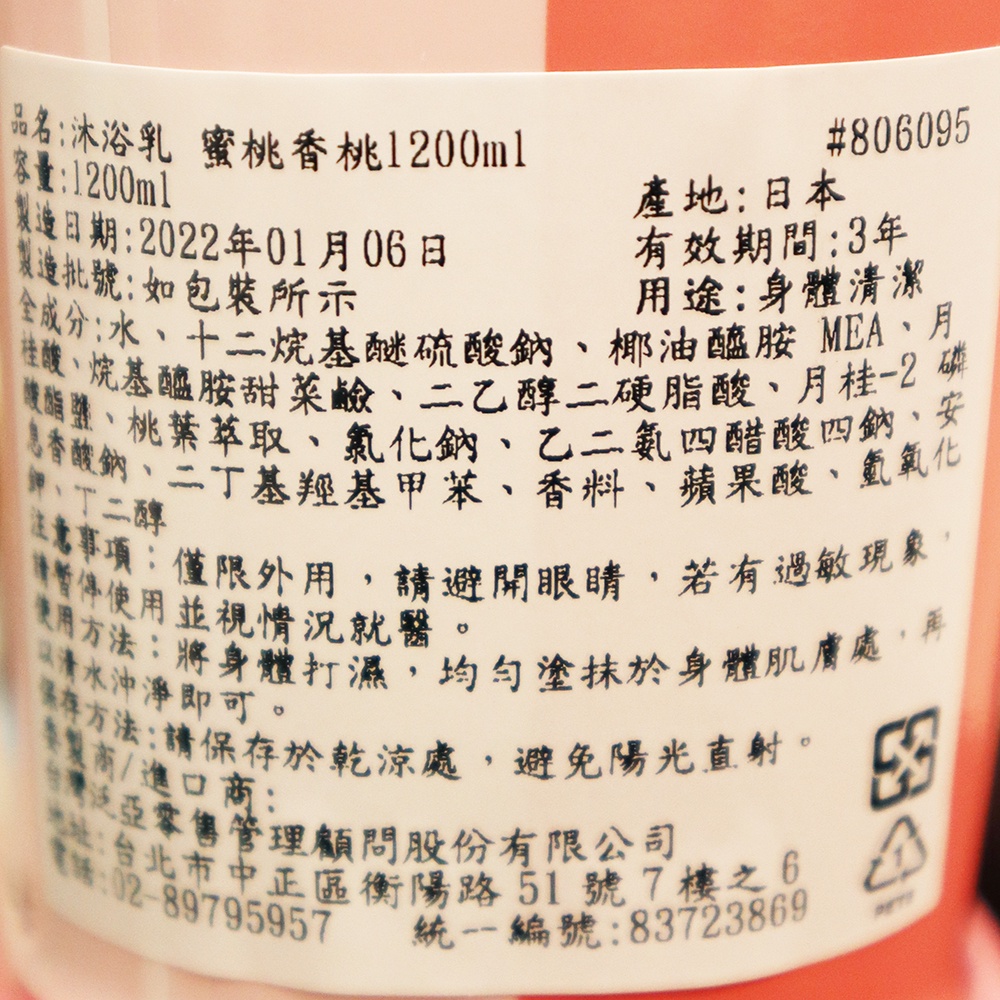 品名:沐浴乳 蜜桃香桃1200ml #806095
容量:1200ml 產地:日本
製造日期:2022年01月06日 有效期間:3年
製造批號:如包裝所示 用途:身體清潔
全成分:水、十二烷基醚硫酸鈉、椰油醯胺 MEA、月
桂酸、烷基醯胺甜菜鹼、二乙醇二硬脂酸、月桂-2 磷
酸酯鹽、桃葉萃取、氯化鈉、乙二氨四醋酸四鈉、安
息香酸鈉、二丁基羥基甲苯、香料、蘋果酸、氫氧化
鉀、丁二醇
注意事項:僅限外用,請避開眼睛,若有過敏現象,
請暫停使用並視情況就醫。
使用方法:將身體打濕,均勻塗抹於身體肌膚處,再
以清水沖淨即可。
保存方法:請保存於乾涼處,避免陽光直射。
委製商/進口商:
台灣泛亞零售管理顧問股份有限公司
地址:台北市中正區衡陽路 51 號 7 樓之 6
電話:02-89795957 統一編號:83723869
1